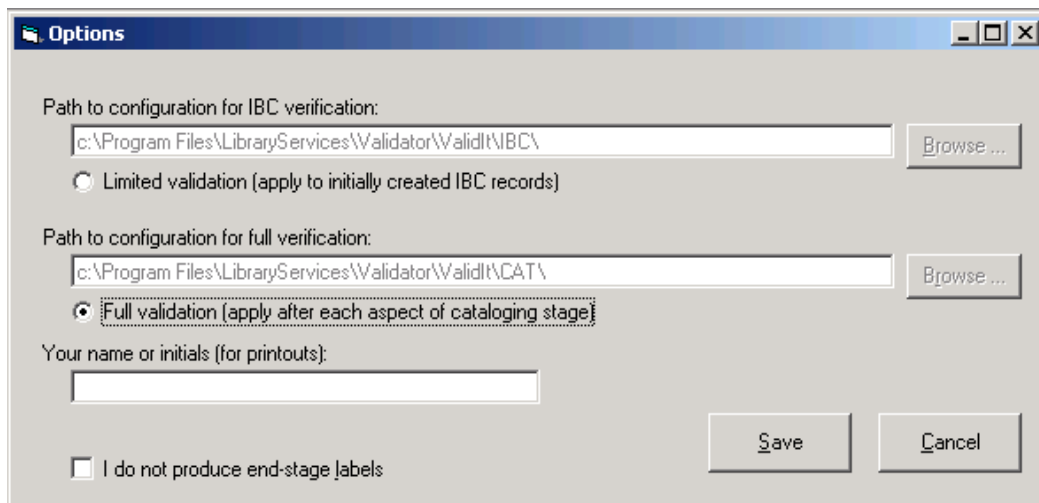 Options
Path to configuration for IBC verification:
c:\Program Files\LibraryServices\Validator\ValidIt\IBC\
Browse ...
Limited validation (apply to initially created IBC records)
Path to configuration for full verification:
c:\Program Files\LibraryServices\Validator\ValidIt\CAT\
Browse ...
Full validation (apply after each aspect of cataloging stage)
Your name or initials (for printouts):
Save
Cancel
I do not produce end-stage labels